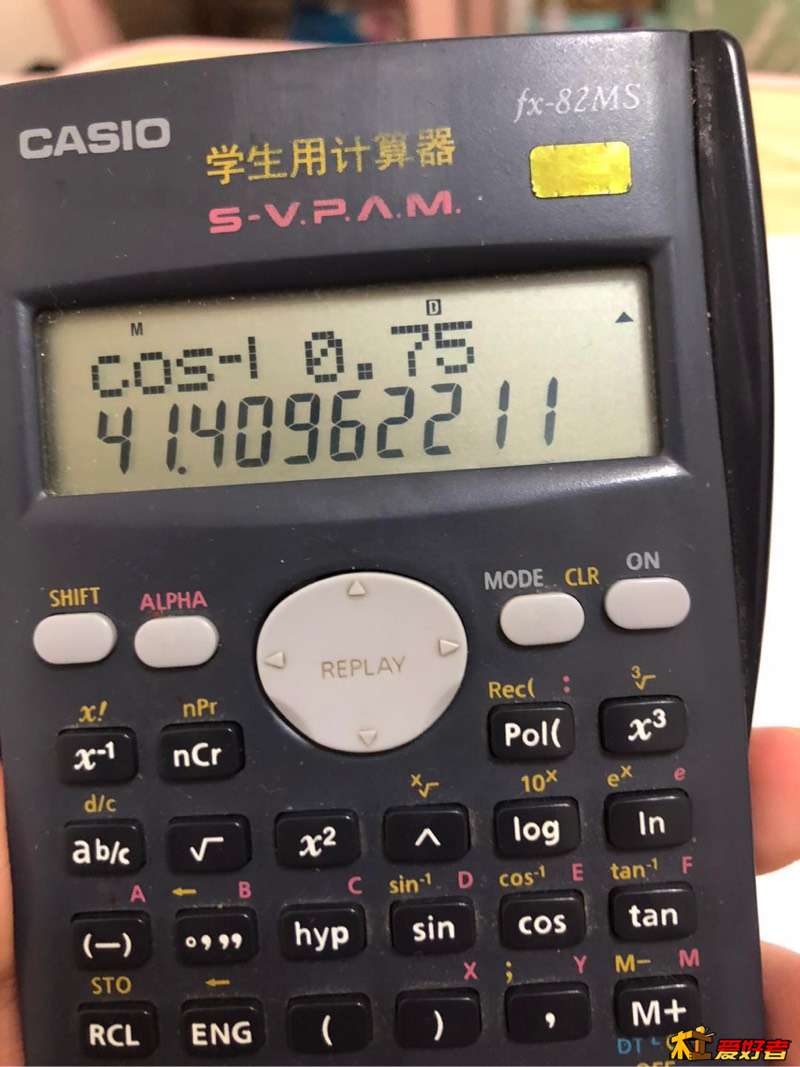 CASIO
fx-82MS
学生用计算器
S-V.P.A.M.
M D
cos-1 0.75
41.40962211
SHIFT ALPHA MODE CLR ON
REPLAY
x! nPr Rec( : ³√
x⁻¹ nCr Pol( x³
d/c ˣ√ 10ˣ eˣ e
ab/c √ x² ^ log ln
A ← B C sin⁻¹ D cos⁻¹ E tan⁻¹ F
(−) °,,, hyp sin cos tan
STO ← X ; Y M− M
RCL ENG ( ) , M+
DT
爱好者